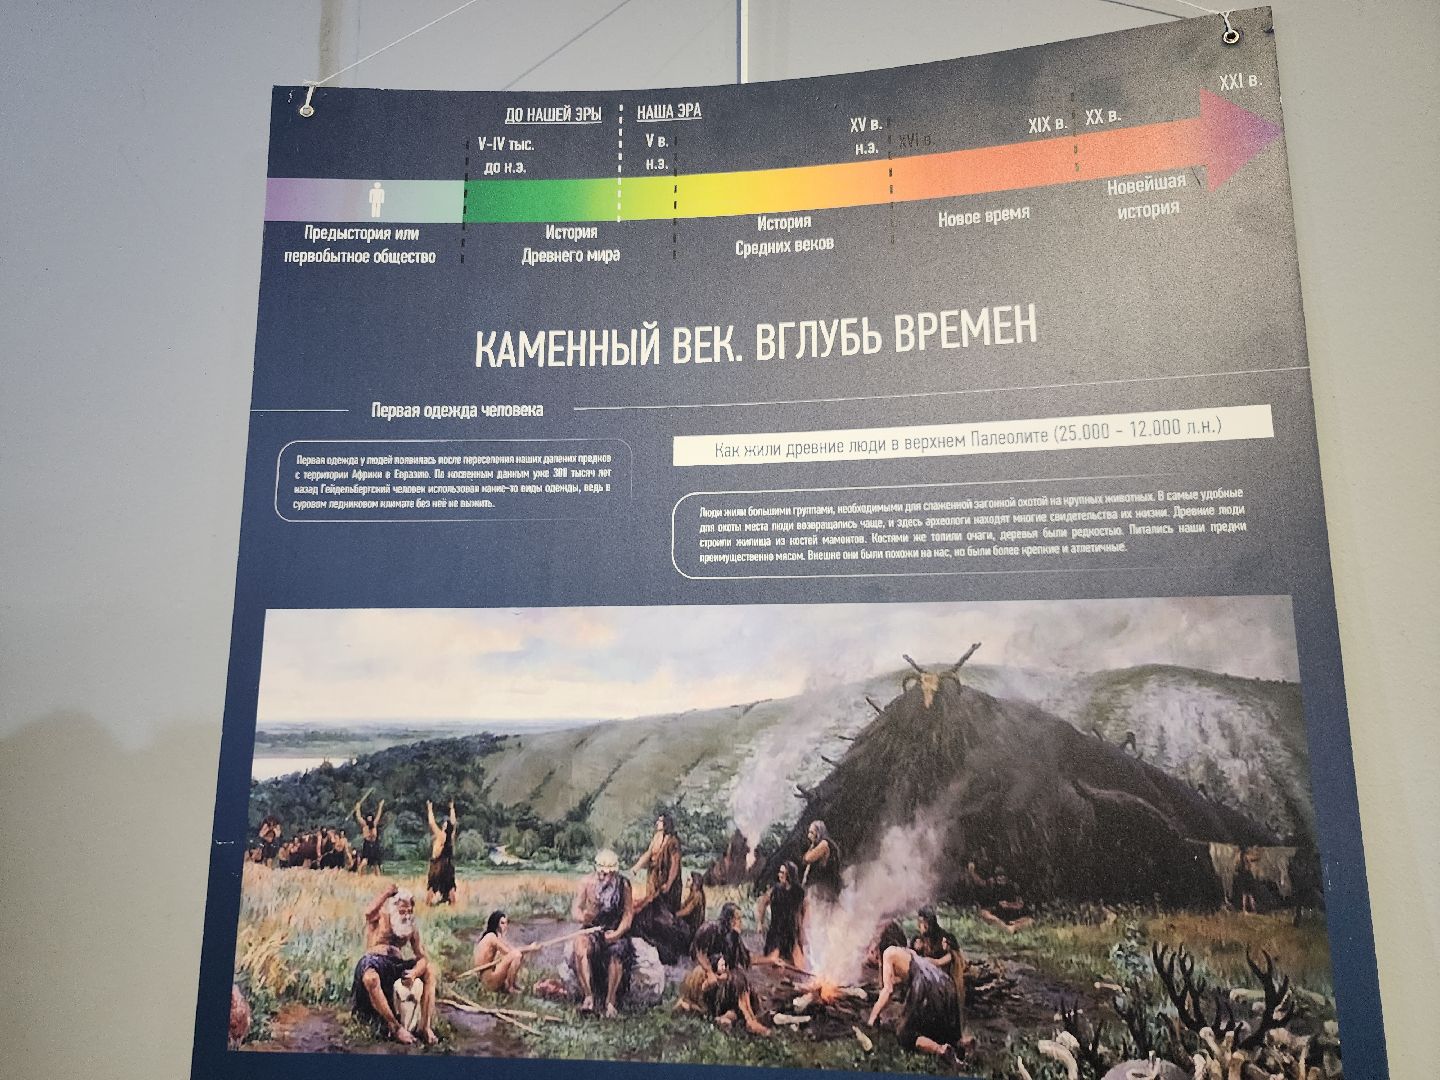 ДО НАШЕЙ ЭРЫ НАША ЭРА
V-IV тыс.
до н.э.
V в.
н.э.
XV в.
н.э.
XVI в.
XIX в.
XX в.
XXI в.
Предыстория или
первобытное общество
История
Древнего мира
История
Средних веков
Новое время
Новейшая
история
КАМЕННЫЙ ВЕК. ВГЛУБЬ ВРЕМЕН
Первая одежда человека
Первая одежда у людей появилась после переселения наших далеких предков
с территории Африки в Евразию. По косвенным данным уже 300 тысяч лет
назад Гейдельбергский человек использовал какие-то виды одежды, ведь в
суровом ледниковом климате без неё не выжить.
Как жили древние люди в верхнем Палеолите (25.000 - 12.000 л.н.)
Люди жили большими группами, необходимыми для слаженной загонной охотой на крупных животных. В самые удобные
для охоты места люди возвращались чаще, и здесь археологи находят многие свидетельства их жизни. Древние люди
строили жилища из костей мамонтов. Костями же топили очаги, деревья были редкостью. Питались наши предки
преимущественно мясом. Внешне они были похожи на нас, но были более крепкие и атлетичные.